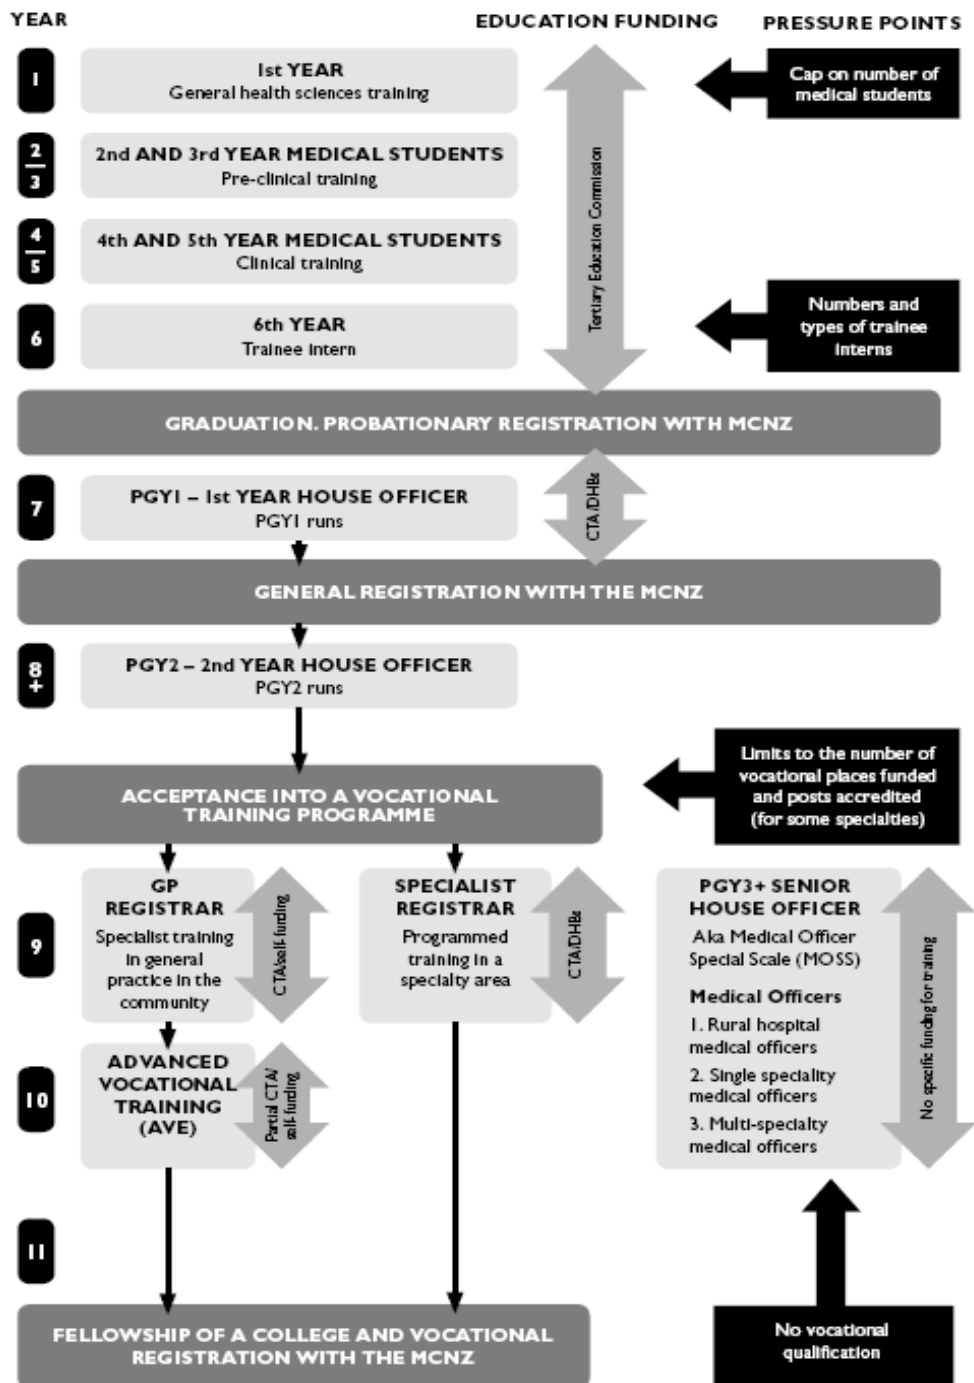 YEAR
EDUCATION FUNDING
PRESSURE POINTS
1
1st YEAR
General health sciences training
Cap on number of
medical students
2
3
2nd AND 3rd YEAR MEDICAL STUDENTS
Pre-clinical training
Tertiary Education Commission
4
5
4th AND 5th YEAR MEDICAL STUDENTS
Clinical training
6
6th YEAR
Trainee intern
Numbers and
types of trainee
interns
GRADUATION. PROBATIONARY REGISTRATION WITH MCNZ
7
PGY1 – 1st YEAR HOUSE OFFICER
PGY1 runs
CTA/DHBs
GENERAL REGISTRATION WITH THE MCNZ
8
+
PGY2 – 2nd YEAR HOUSE OFFICER
PGY2 runs
Limits to the number of
vocational places funded
and posts accredited
(for some specialties)
ACCEPTANCE INTO A VOCATIONAL
TRAINING PROGRAMME
9
GP
REGISTRAR
Specialist training
in general
practice in the
community
CTA/self-funding
SPECIALIST
REGISTRAR
Programmed
training in a
specialty area
CTA/DHBs
PGY3+ SENIOR
HOUSE OFFICER
Aka Medical Officer
Special Scale (MOSS)
Medical Officers
1. Rural hospital
medical officers
2. Single speciality
medical officers
3. Multi-specialty
medical officers
No specific funding for training
10
ADVANCED
VOCATIONAL
TRAINING
(AVE)
Partial CTA/
self-funding
11
FELLOWSHIP OF A COLLEGE AND VOCATIONAL
REGISTRATION WITH THE MCNZ
No vocational
qualification